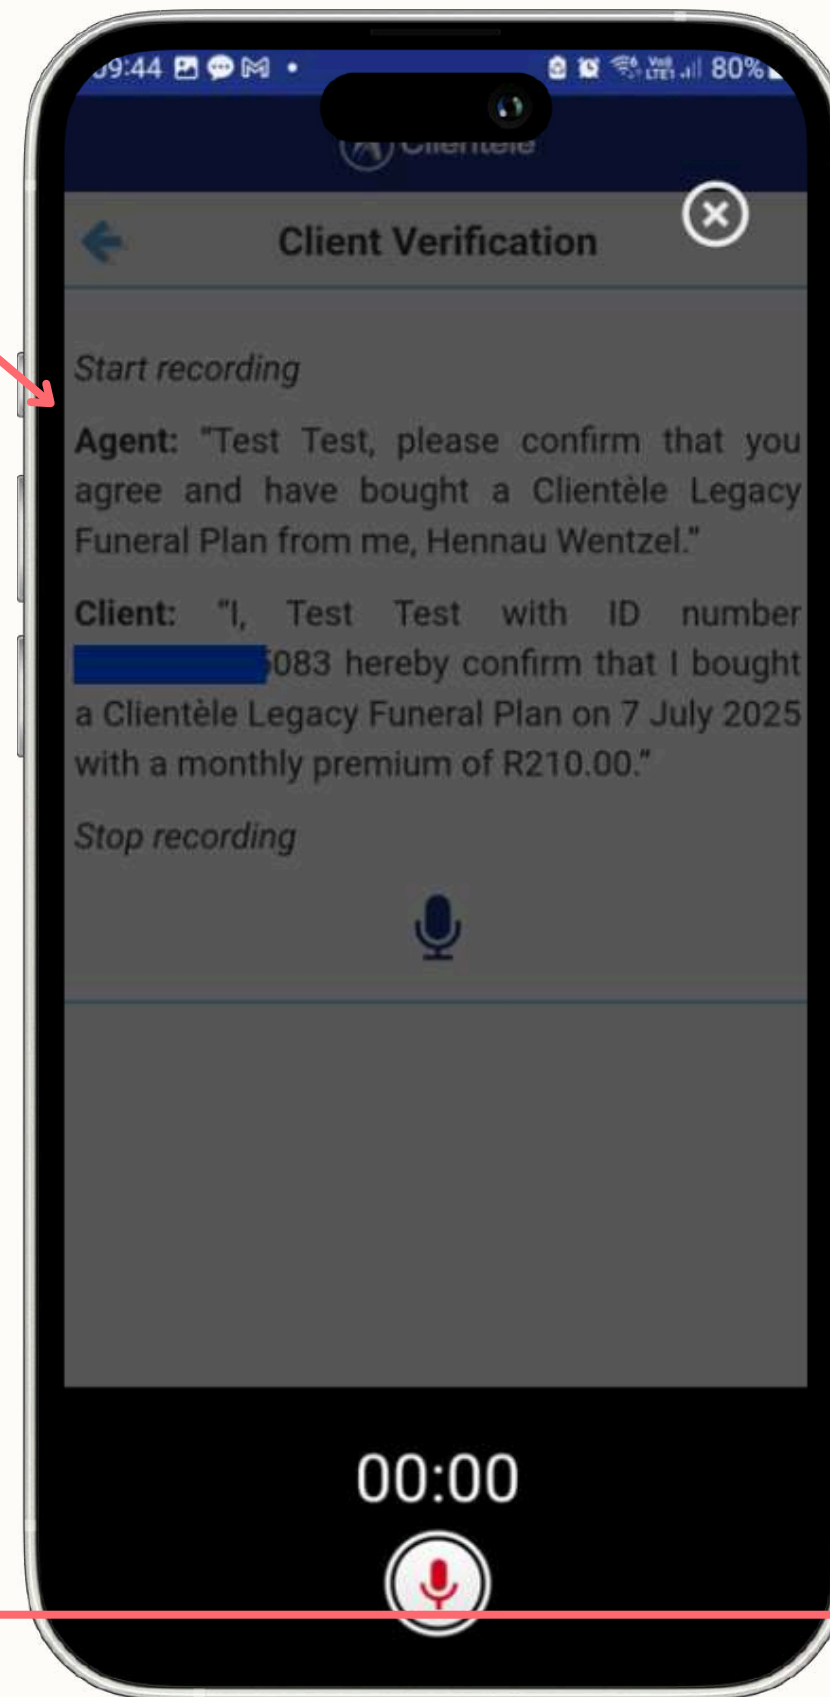 09:44 80%
Clientèle
Client Verification
Start recording
Agent: "Test Test, please confirm that you
agree and have bought a Clientèle Legacy
Funeral Plan from me, Hennau Wentzel."
Client: "I, Test Test with ID number
083 hereby confirm that I bought
a Clientèle Legacy Funeral Plan on 7 July 2025
with a monthly premium of R210.00."
Stop recording
00:00